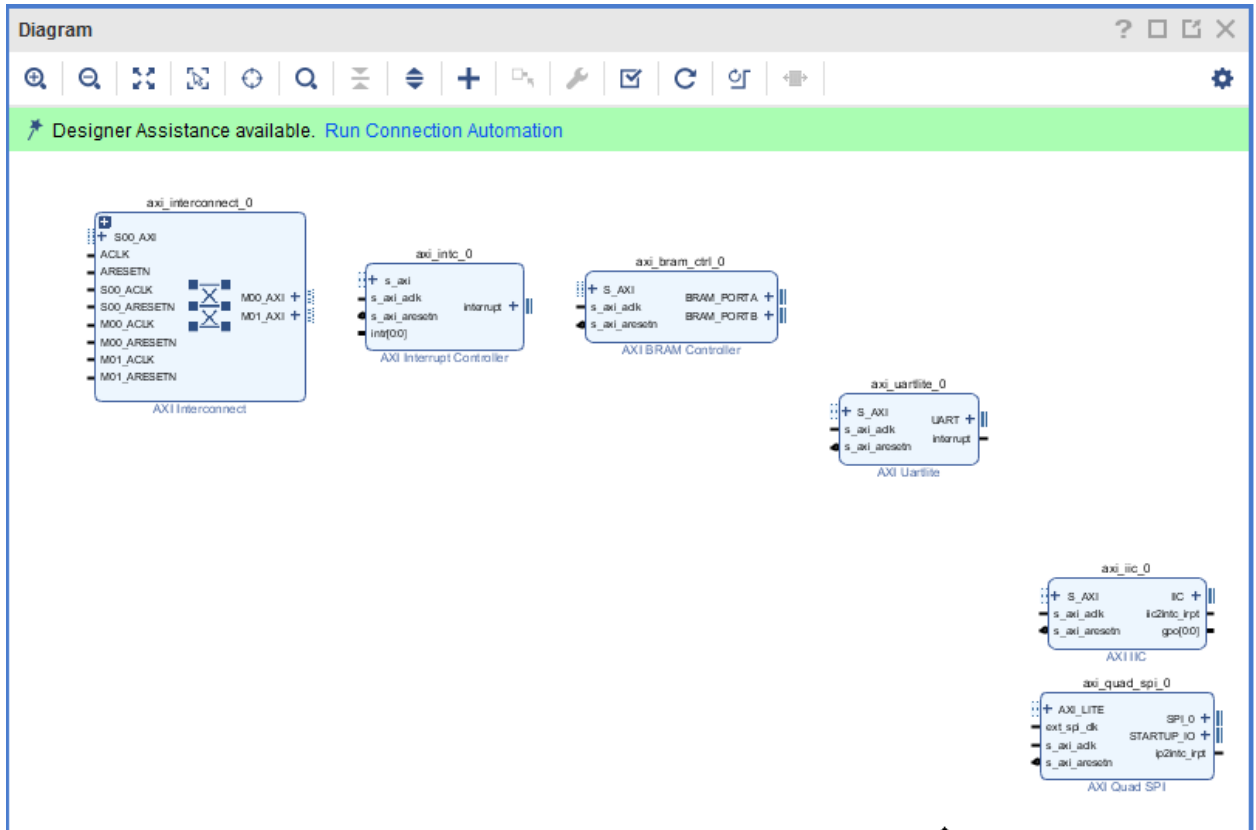 Diagram
Designer Assistance available. Run Connection Automation
axi_interconnect_0
S00_AXI
ACLK
ARESETN
S00_ACLK
S00_ARESETN
M00_ACLK
M00_ARESETN
M01_ACLK
M01_ARESETN
M00_AXI
M01_AXI
AXI Interconnect
axi_intc_0
s_axi
s_axi_aclk
s_axi_aresetn
intr[0:0]
interrupt
AXI Interrupt Controller
axi_bram_ctrl_0
S_AXI
s_axi_aclk
s_axi_aresetn
BRAM_PORTA
BRAM_PORTB
AXI BRAM Controller
axi_uartlite_0
S_AXI
s_axi_aclk
s_axi_aresetn
UART
interrupt
AXI Uartlite
axi_iic_0
S_AXI
s_axi_aclk
s_axi_aresetn
IIC
iic2intc_irpt
gpo[0:0]
AXI IIC
axi_quad_spi_0
AXI_LITE
ext_spi_clk
s_axi_aclk
s_axi_aresetn
SPI_0
STARTUP_IO
ip2intc_irpt
AXI Quad SPI